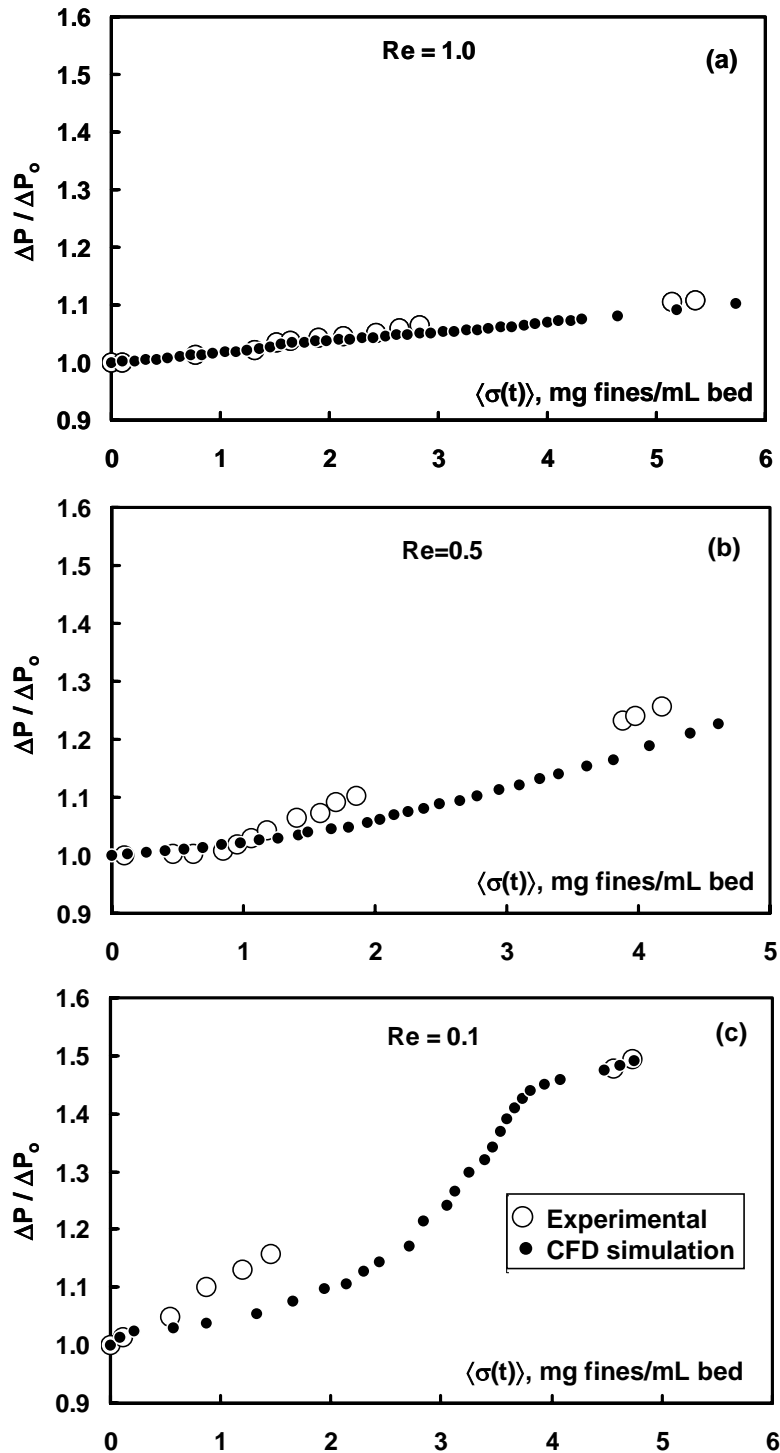 1.6
Re = 1.0
(a)
1.5
1.4
1.3
1.2
1.1
1.0
0.9
ΔP / ΔPₒ
⟨σ(t)⟩, mg fines/mL bed
0 1 2 3 4 5 6
1.6
Re=0.5
(b)
1.5
1.4
1.3
1.2
1.1
1.0
0.9
ΔP / ΔPₒ
⟨σ(t)⟩, mg fines/mL bed
0 1 2 3 4 5
1.6
Re = 0.1
(c)
1.5
1.4
1.3
1.2
1.1
1.0
0.9
ΔP / ΔPₒ
Experimental
CFD simulation
⟨σ(t)⟩, mg fines/mL bed
0 1 2 3 4 5 6